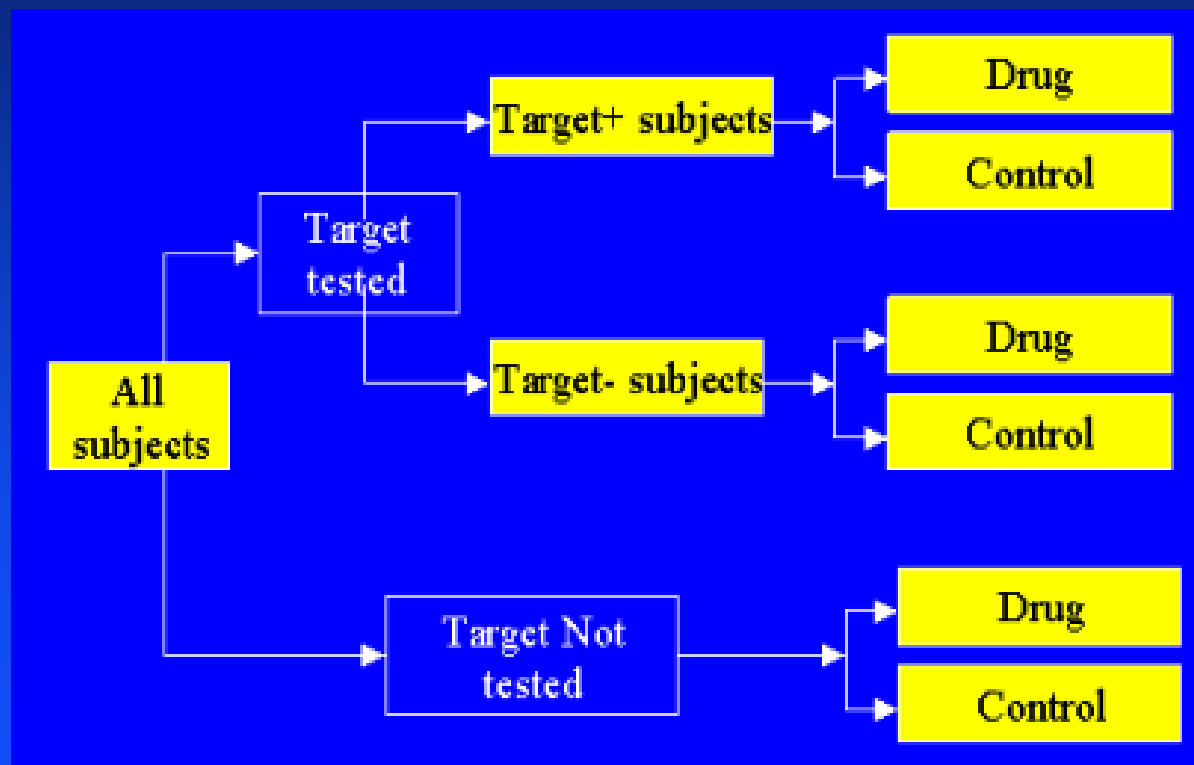 Drug
Target+ subjects
Control
Target
tested
Drug
Target- subjects
All
subjects
Control
Drug
Target Not
tested
Control